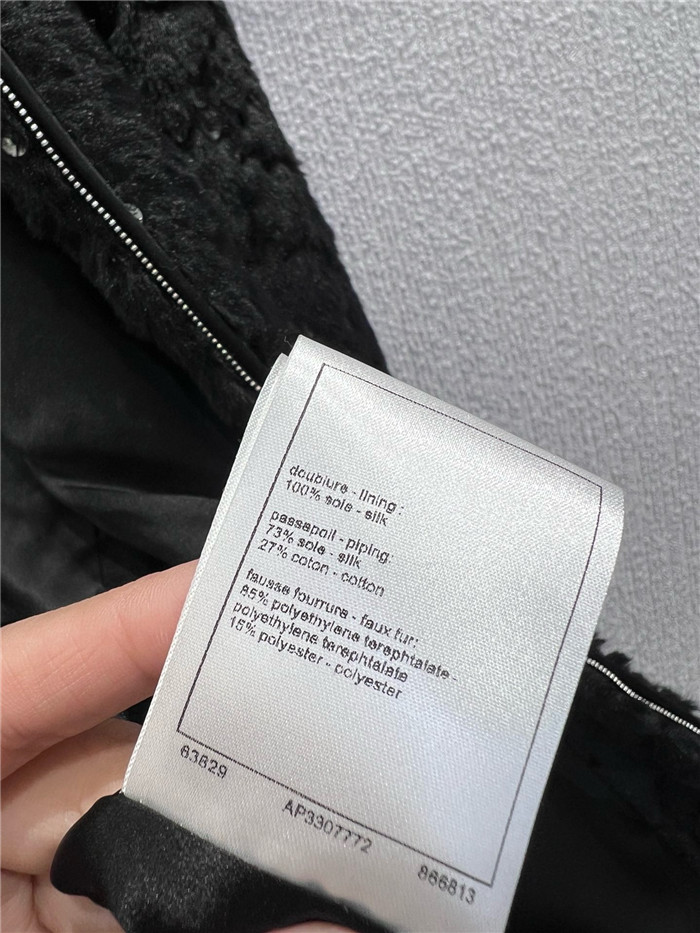 doublure - lining :
100% soie - silk
passepoil - piping:
73% soie - silk
27% coton - cotton
fausse fourrure - faux fur:
85% polyethylene terephtalate -
polyethylene terephtalate
15% polyester - polyester
63829
AP3307772
866813